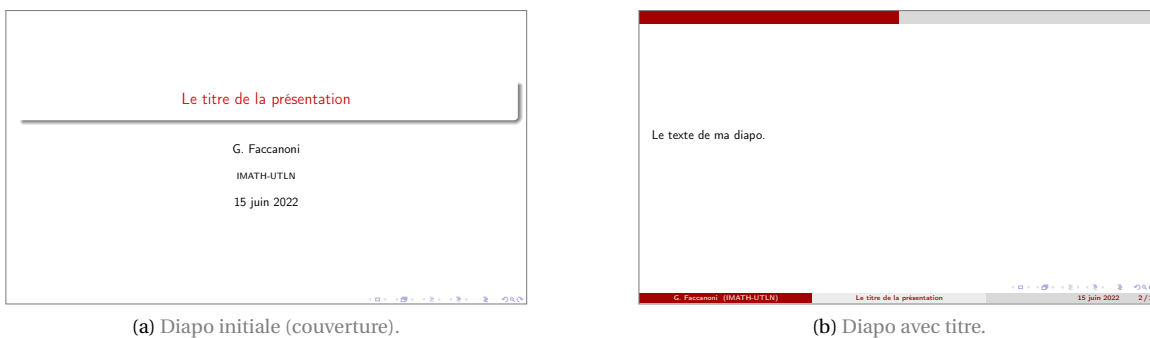 Le titre de la présentation
G. Faccanoni
IMATH-UTLN
15 juin 2022
(a) Diapo initiale (couverture).
Le texte de ma diapo.
G. Faccanoni (IMATH-UTLN) Le titre de la présentation 15 juin 2022 2 /
(b) Diapo avec titre.